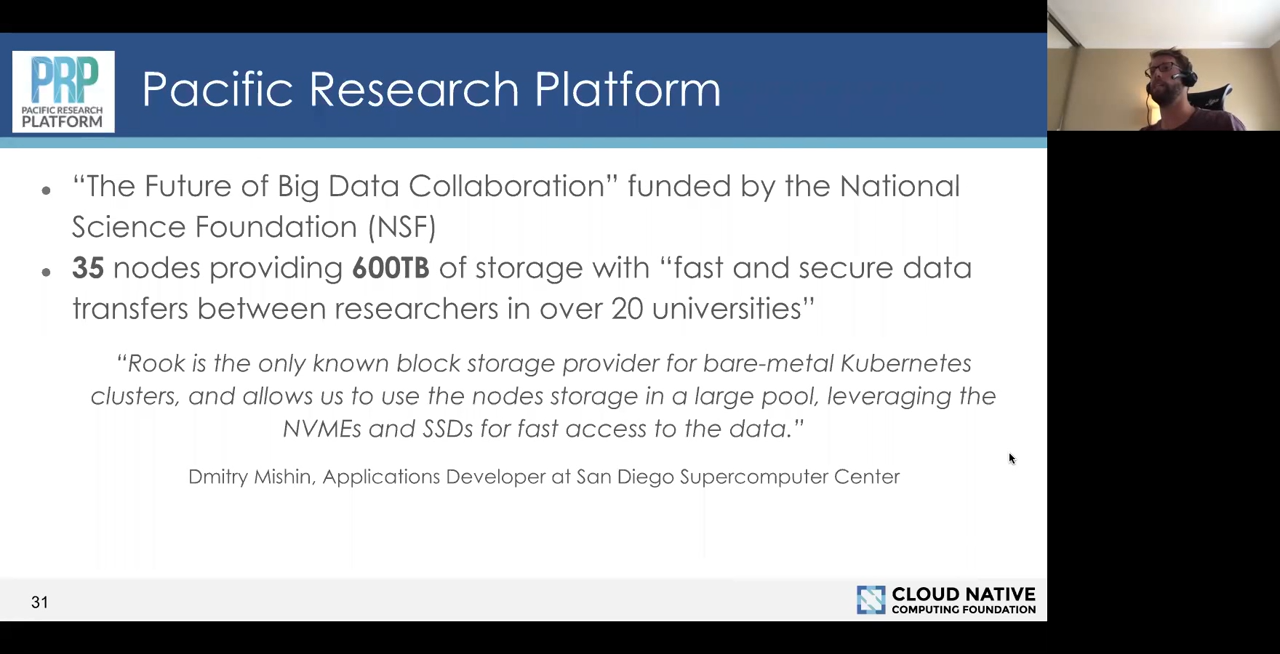 PRP
PACIFIC RESEARCH
PLATFORM
Pacific Research Platform
• “The Future of Big Data Collaboration” funded by the National
Science Foundation (NSF)
• 35 nodes providing 600TB of storage with “fast and secure data
transfers between researchers in over 20 universities”
“Rook is the only known block storage provider for bare-metal Kubernetes
clusters, and allows us to use the nodes storage in a large pool, leveraging the
NVMEs and SSDs for fast access to the data.”
Dmitry Mishin, Applications Developer at San Diego Supercomputer Center
31
CLOUD NATIVE
COMPUTING FOUNDATION